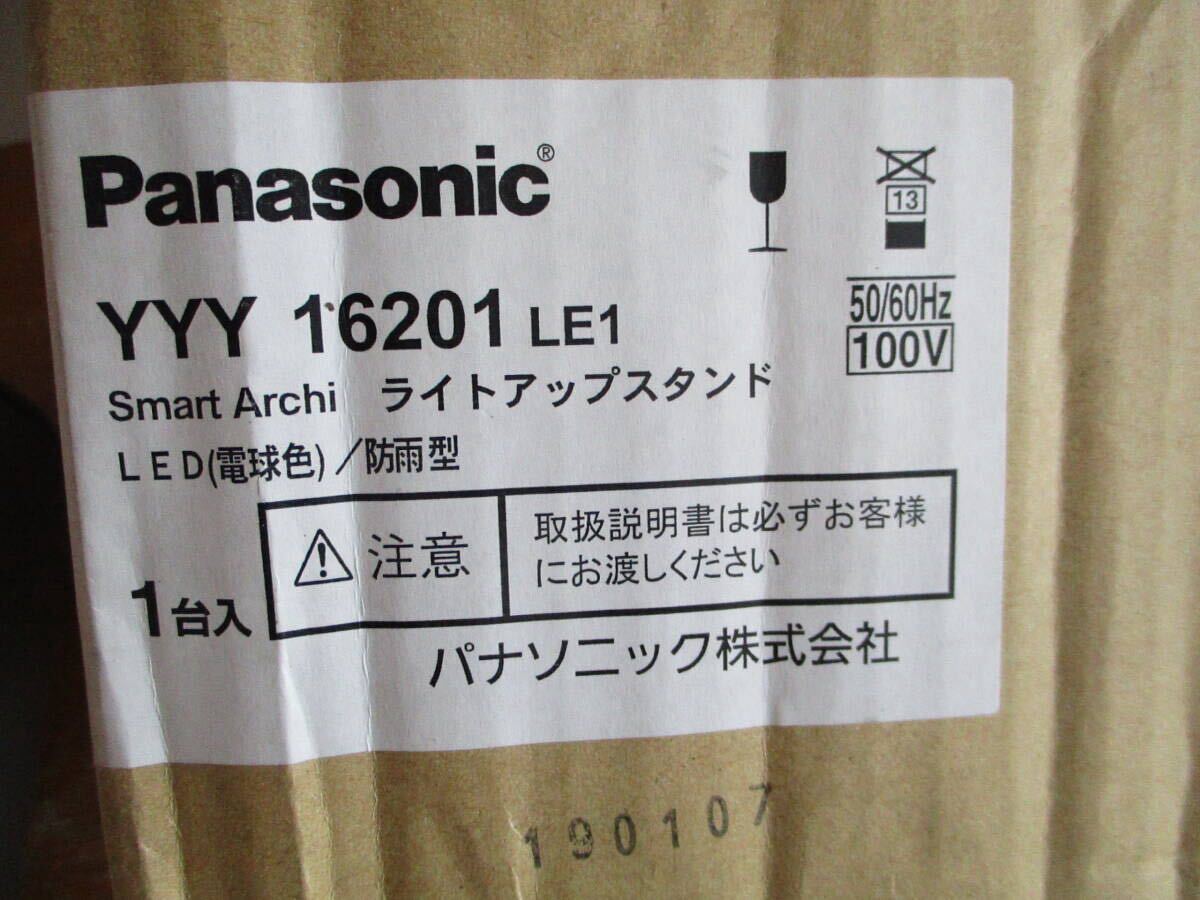 Panasonic®
13
YYY 16201 LE1
50/60Hz
100V
Smart Archi ライトアップスタンド
LED(電球色)/防雨型
注意
取扱説明書は必ずお客様
にお渡しください
1台入
パナソニック株式会社
190107